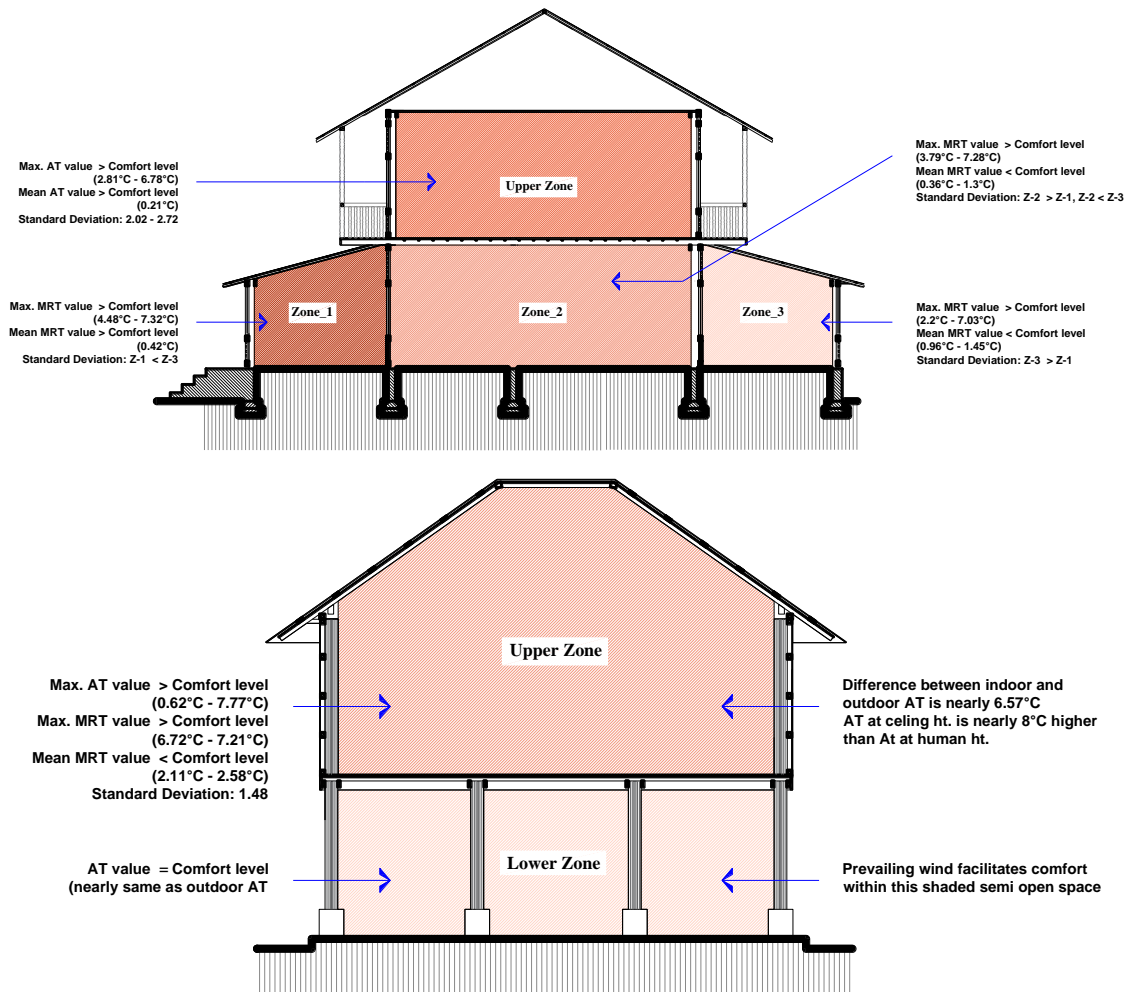 Max. AT value > Comfort level
(2.81°C - 6.78°C)
Mean AT value > Comfort level
(0.21°C)
Standard Deviation: 2.02 - 2.72
Upper Zone
Max. MRT value > Comfort level
(3.79°C - 7.28°C)
Mean MRT value < Comfort level
(0.36°C - 1.3°C)
Standard Deviation: Z-2 > Z-1, Z-2 < Z-3
Max. MRT value > Comfort level
(4.48°C - 7.32°C)
Mean MRT value > Comfort level
(0.42°C)
Standard Deviation: Z-1 < Z-3
Zone_1
Zone_2
Zone_3
Max. MRT value > Comfort level
(2.2°C - 7.03°C)
Mean MRT value < Comfort level
(0.96°C - 1.45°C)
Standard Deviation: Z-3 > Z-1
Upper Zone
Max. AT value > Comfort level
(0.62°C - 7.77°C)
Max. MRT value > Comfort level
(6.72°C - 7.21°C)
Mean MRT value < Comfort level
(2.11°C - 2.58°C)
Standard Deviation: 1.48
Difference between indoor and
outdoor AT is nearly 6.57°C
AT at celing ht. is nearly 8°C higher
than At at human ht.
AT value = Comfort level
(nearly same as outdoor AT
Lower Zone
Prevailing wind facilitates comfort
within this shaded semi open space